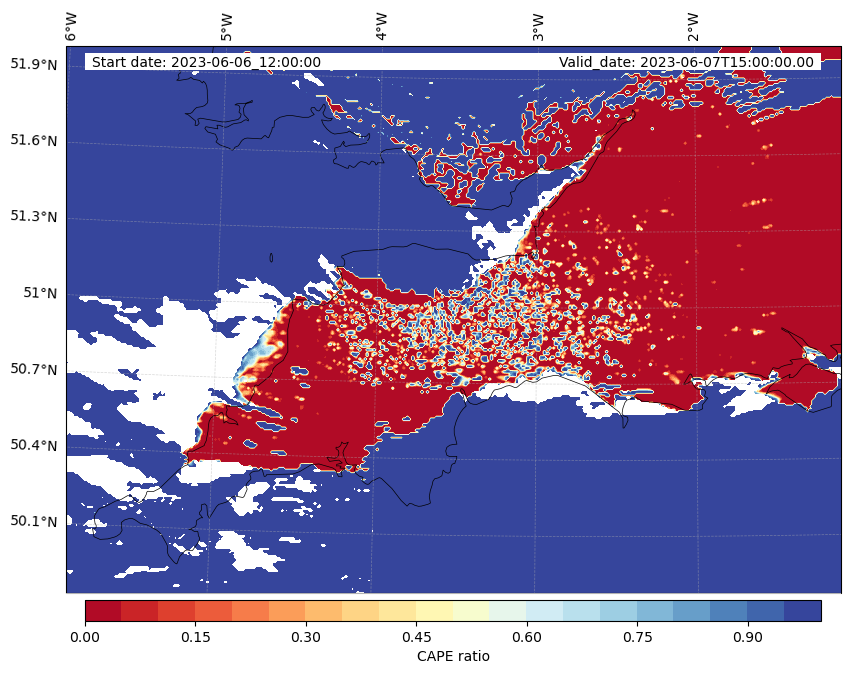 6°W 5°W 4°W 3°W 2°W
Start date: 2023-06-06_12:00:00 Valid_date: 2023-06-07T15:00:00.00
51.9°N
51.6°N
51.3°N
51°N
50.7°N
50.4°N
50.1°N
0.00 0.15 0.30 0.45 0.60 0.75 0.90
CAPE ratio